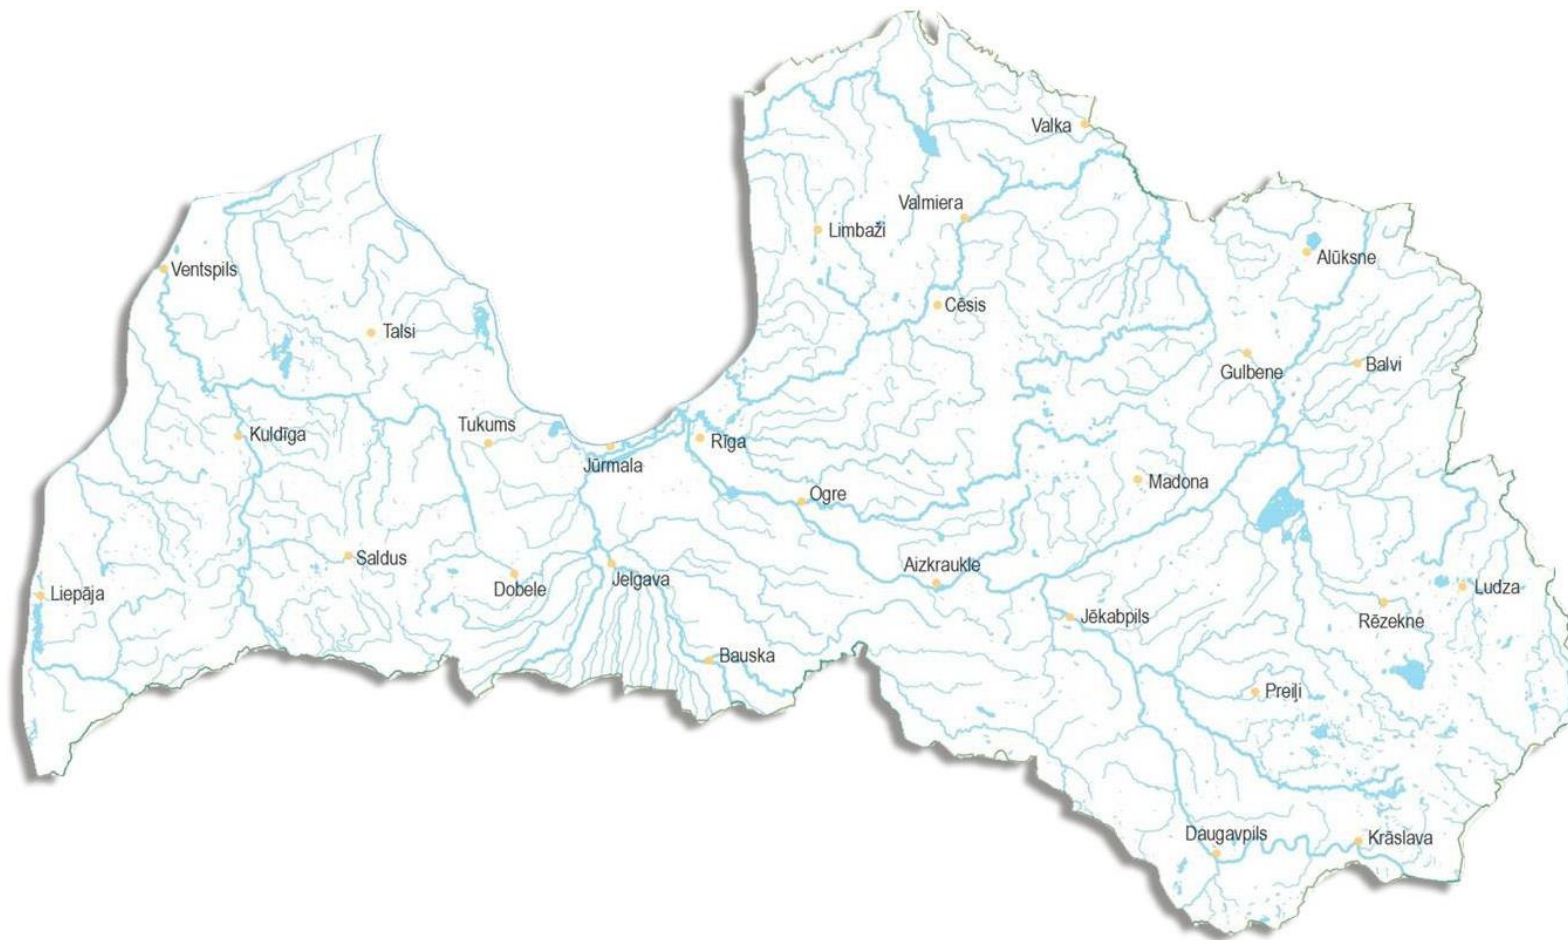 Valka
Valmiera
Limbaži
Alūksne
Ventspils
Cēsis
Talsi
Gulbene
Balvi
Tukums
Kuldīga
Rīga
Jūrmala
Madona
Ogre
Saldus
Aizkraukle
Dobele
Jelgava
Liepāja
Ludza
Rēzekne
Jēkabpils
Bauska
Preiļi
Daugavpils
Krāslava